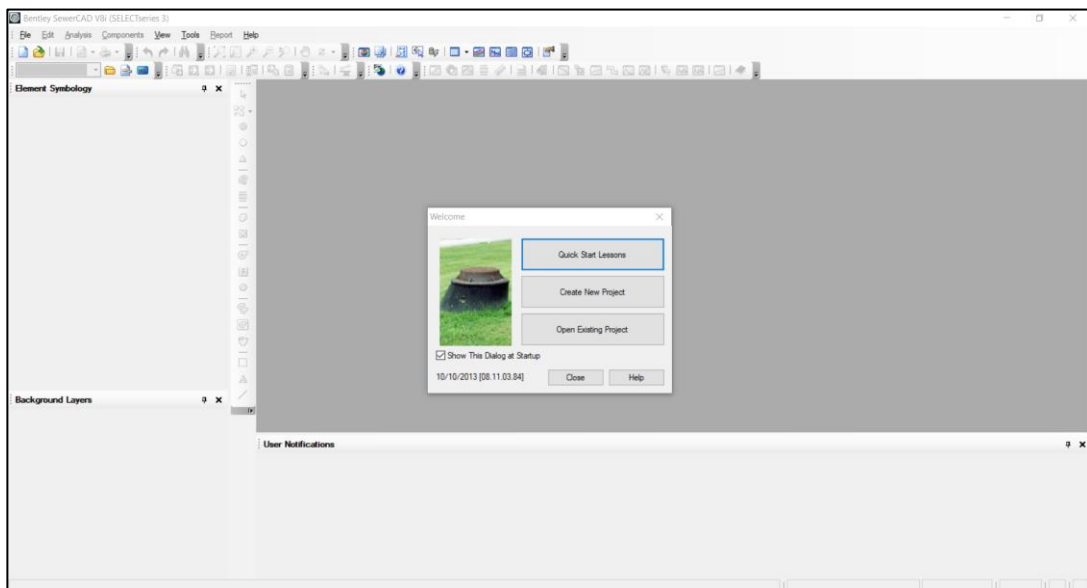 Bentley SewerCAD V8i (SELECTseries 3)
File Edit Analysis Components View Tools Report Help
Element Symbology
Welcome
Quick Start Lessons
Create New Project
Open Existing Project
Show This Dialog at Startup
10/10/2013 [08.11.03.84]
Close
Help
Background Layers
User Notifications